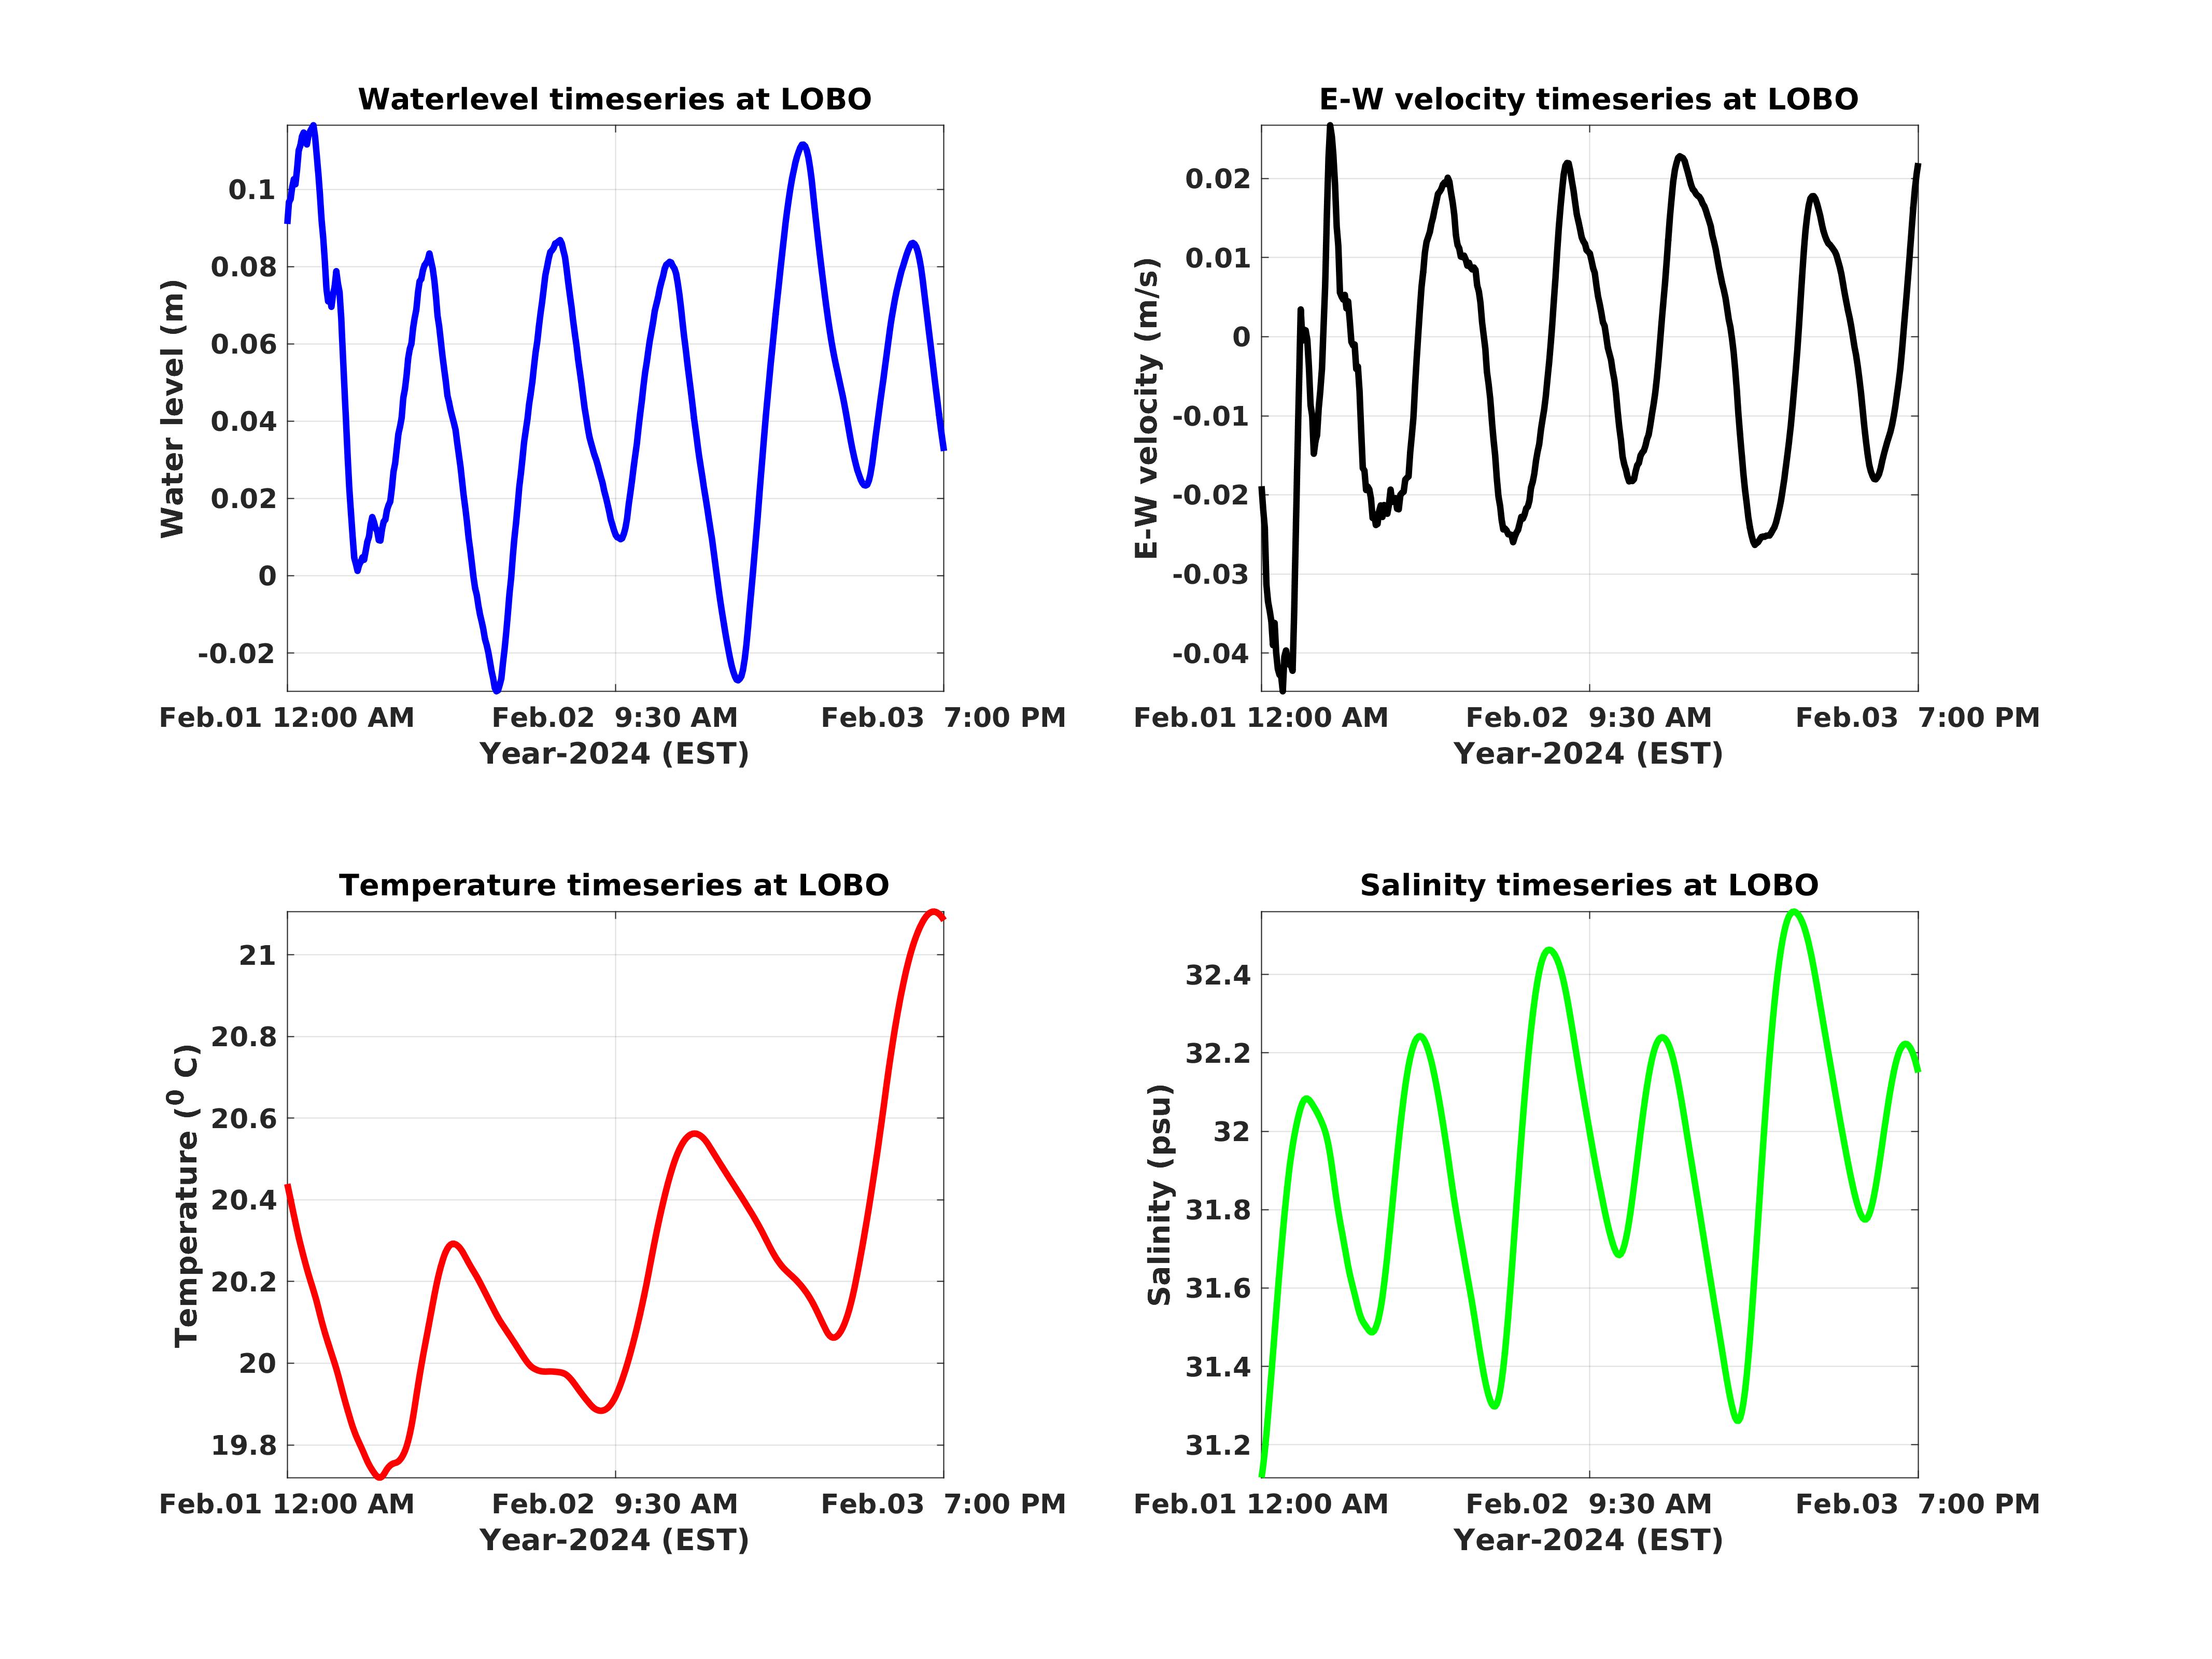 Waterlevel timeseries at LOBO
Water level (m)
0.1
0.08
0.06
0.04
0.02
0
-0.02
Feb.01 12:00 AM Feb.02 9:30 AM Feb.03 7:00 PM
Year-2024 (EST)
E-W velocity timeseries at LOBO
E-W velocity (m/s)
0.02
0.01
0
-0.01
-0.02
-0.03
-0.04
Feb.01 12:00 AM Feb.02 9:30 AM Feb.03 7:00 PM
Year-2024 (EST)
Temperature timeseries at LOBO
Temperature (⁰ C)
21
20.8
20.6
20.4
20.2
20
19.8
Feb.01 12:00 AM Feb.02 9:30 AM Feb.03 7:00 PM
Year-2024 (EST)
Salinity timeseries at LOBO
Salinity (psu)
32.4
32.2
32
31.8
31.6
31.4
31.2
Feb.01 12:00 AM Feb.02 9:30 AM Feb.03 7:00 PM
Year-2024 (EST)